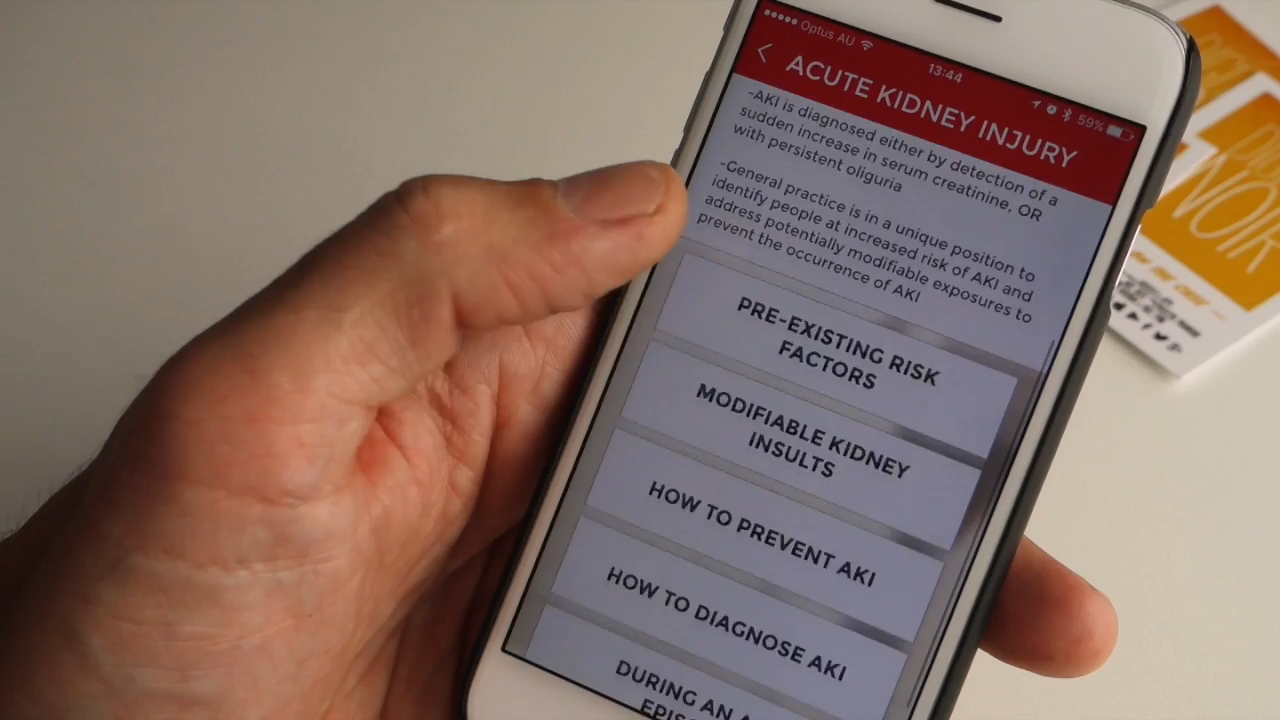 Optus AU
13:44
59%
ACUTE KIDNEY INJURY
-AKI is diagnosed either by detection of a
sudden increase in serum creatinine, OR
with persistent oliguria
-General practice is in a unique position to
identify people at increased risk of AKI and
address potentially modifiable exposures to
prevent the occurrence of AKI
PRE-EXISTING RISK
FACTORS
MODIFIABLE KIDNEY
INSULTS
HOW TO PREVENT AKI
HOW TO DIAGNOSE AKI
DURING AN
NOIR